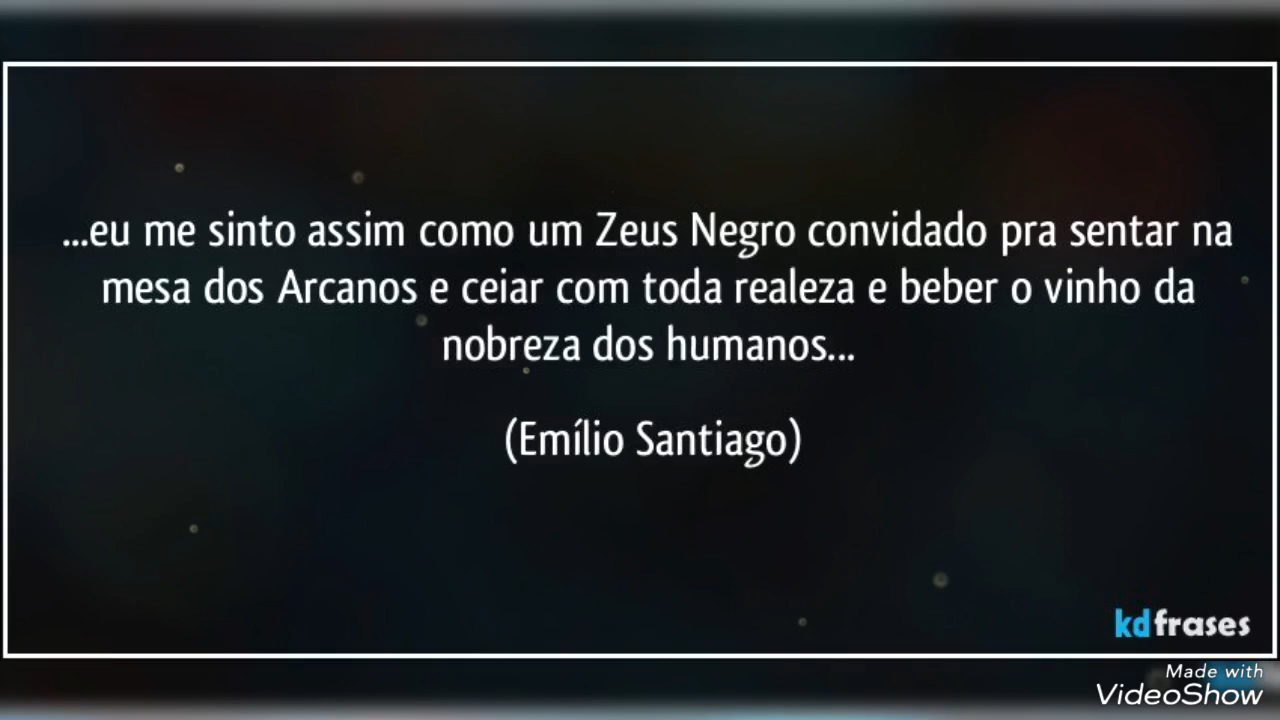 ...eu me sinto assim como um Zeus Negro convidado pra sentar na
mesa dos Arcanos e ceiar com toda realeza e beber o vinho da
nobreza dos humanos...
(Emílio Santiago)
kdfrases
Made with
VideoShow